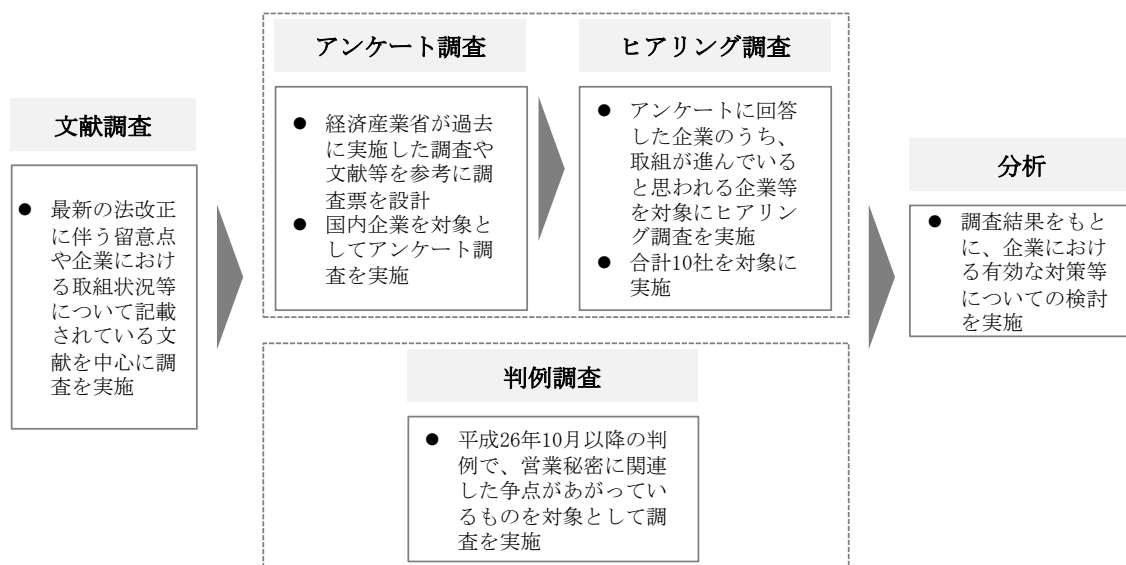 文献調査
● 最新の法改正
に伴う留意点
や企業におけ
る取組状況等
について記載
されている文
献を中心に調
査を実施
アンケート調査
● 経済産業省が過去
に実施した調査や
文献等を参考に調
査票を設計
● 国内企業を対象と
してアンケート調
査を実施
ヒアリング調査
● アンケートに回答
した企業のうち、
取組が進んでいる
と思われる企業等
を対象にヒアリン
グ調査を実施
● 合計10社を対象に
実施
判例調査
● 平成26年10月以降の判
例で、営業秘密に関連
した争点があがってい
るものを対象として調
査を実施
分析
● 調査結果をもと
に、企業におけ
る有効な対策等
についての検討
を実施